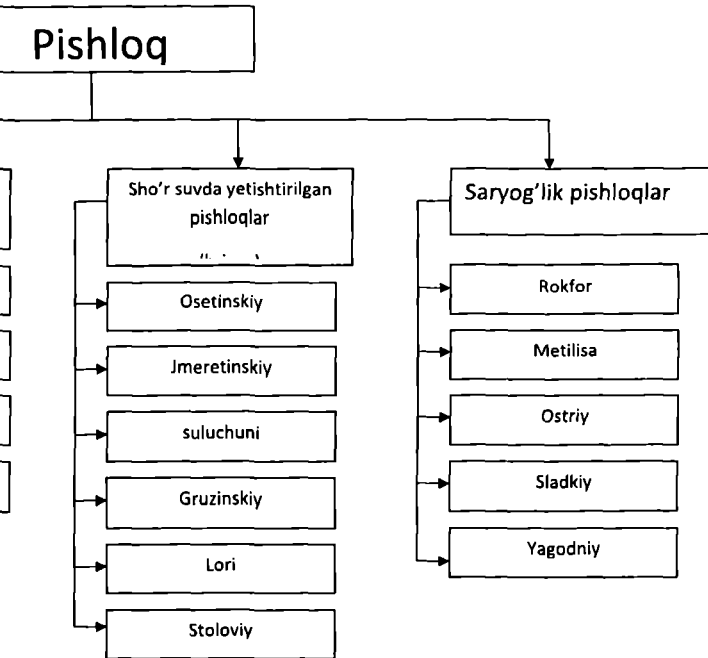 Pishloq
Sho'r suvda yetishtirilgan
pishloqlar
Osetinskiy
Jmeretinskiy
suluchuni
Gruzinskiy
Lori
Stoloviy
Saryog'lik pishloqlar
Rokfor
Metilisa
Ostriy
Sladkiy
Yagodniy